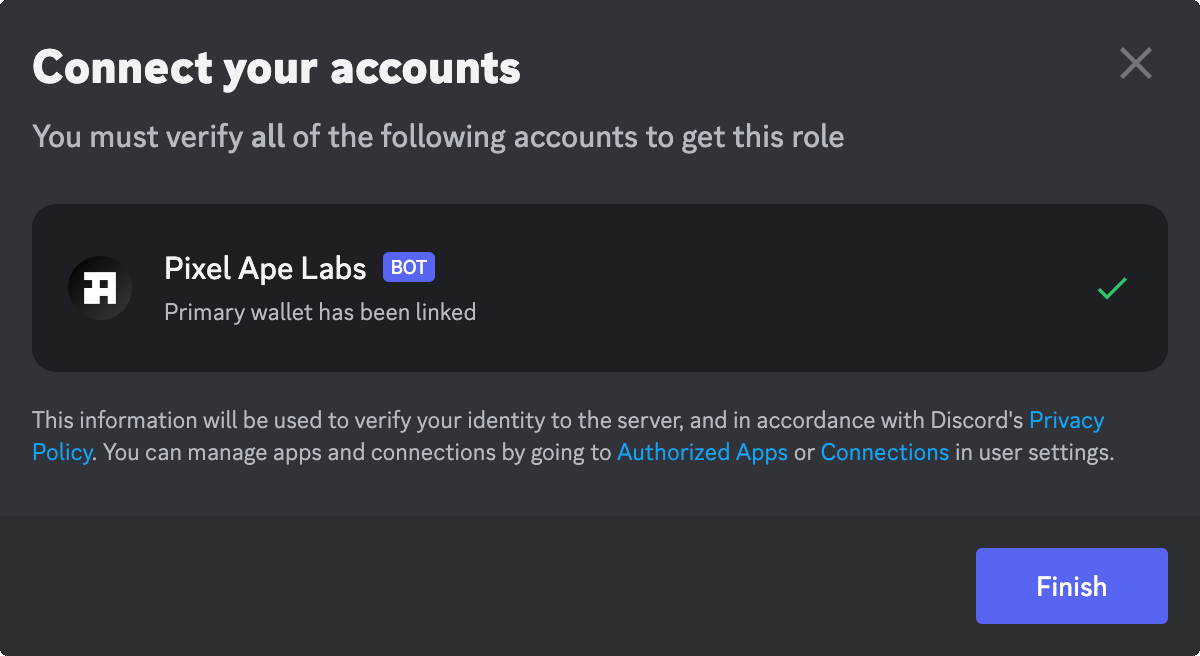 Connect your accounts
You must verify all of the following accounts to get this role
Pixel Ape Labs BOT
Primary wallet has been linked
This information will be used to verify your identity to the server, and in accordance with Discord's Privacy
Policy. You can manage apps and connections by going to Authorized Apps or Connections in user settings.
Finish